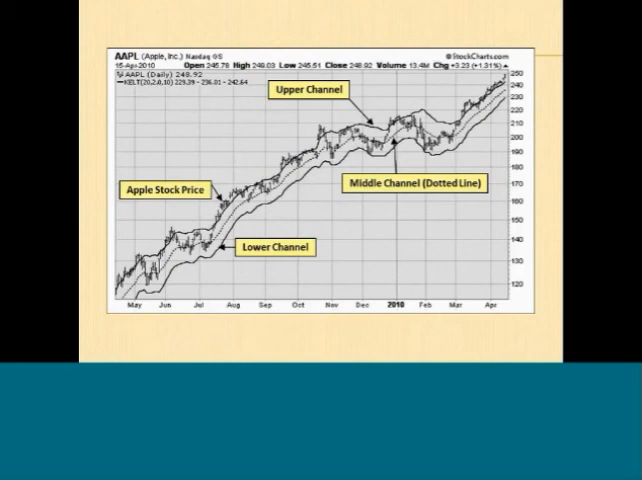 AAPL (Apple, Inc.) Nasdaq GS
© StockCharts.com
15-Apr-2010 Open 245.78 High 249.03 Low 245.51 Close 248.92 Volume 13.4M Chg +3.23 (+1.31%)
AAPL (Daily) 248.92
KELT(20,2.0,10) 229.39 - 236.01 - 242.64
Upper Channel
Middle Channel (Dotted Line)
Apple Stock Price
Lower Channel
250
240
230
220
210
200
190
180
170
160
150
140
130
120
May Jun Jul Aug Sep Oct Nov Dec 2010 Feb Mar Apr